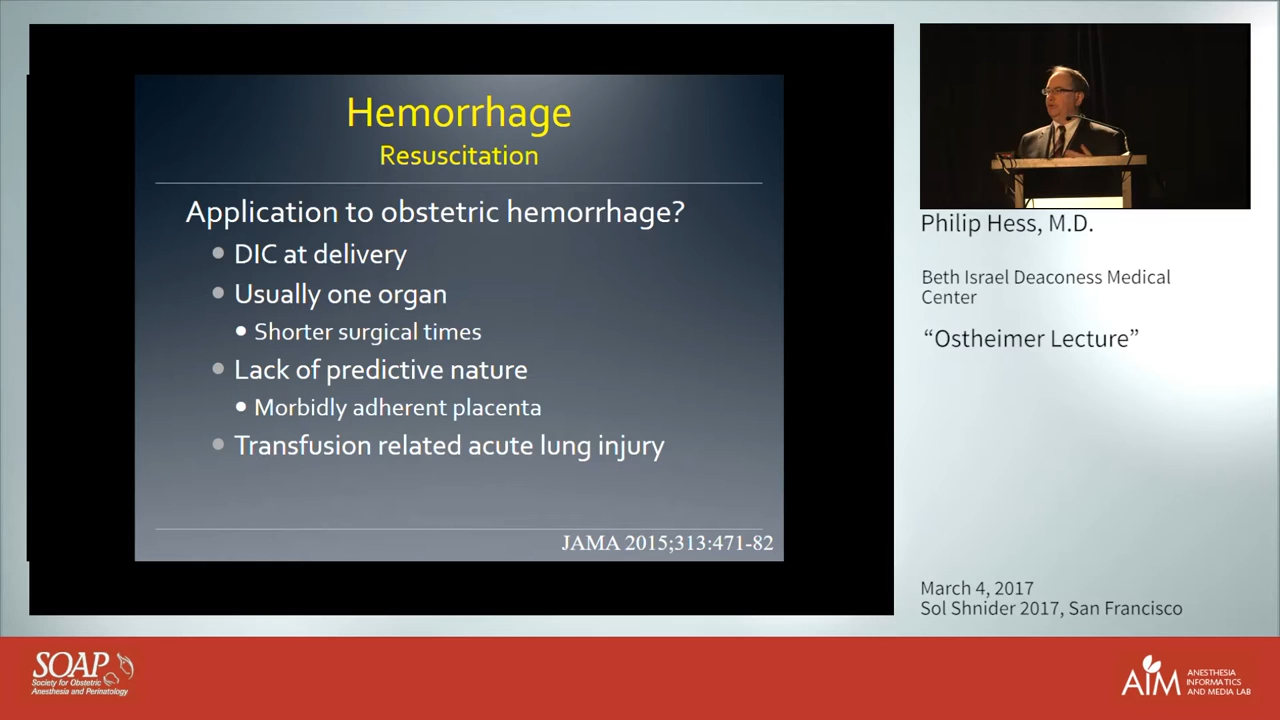 Hemorrhage
Resuscitation
Application to obstetric hemorrhage?
DIC at delivery
Usually one organ
Shorter surgical times
Lack of predictive nature
Morbidly adherent placenta
Transfusion related acute lung injury
JAMA 2015;313:471-82
Philip Hess, M.D.
Beth Israel Deaconess Medical
Center
“Ostheimer Lecture”
March 4, 2017
Sol Shnider 2017, San Francisco
SOAP
Society for Obstetric
Anesthesia and Perinatology
AIM
ANESTHESIA
INFORMATICS
AND MEDIA LAB